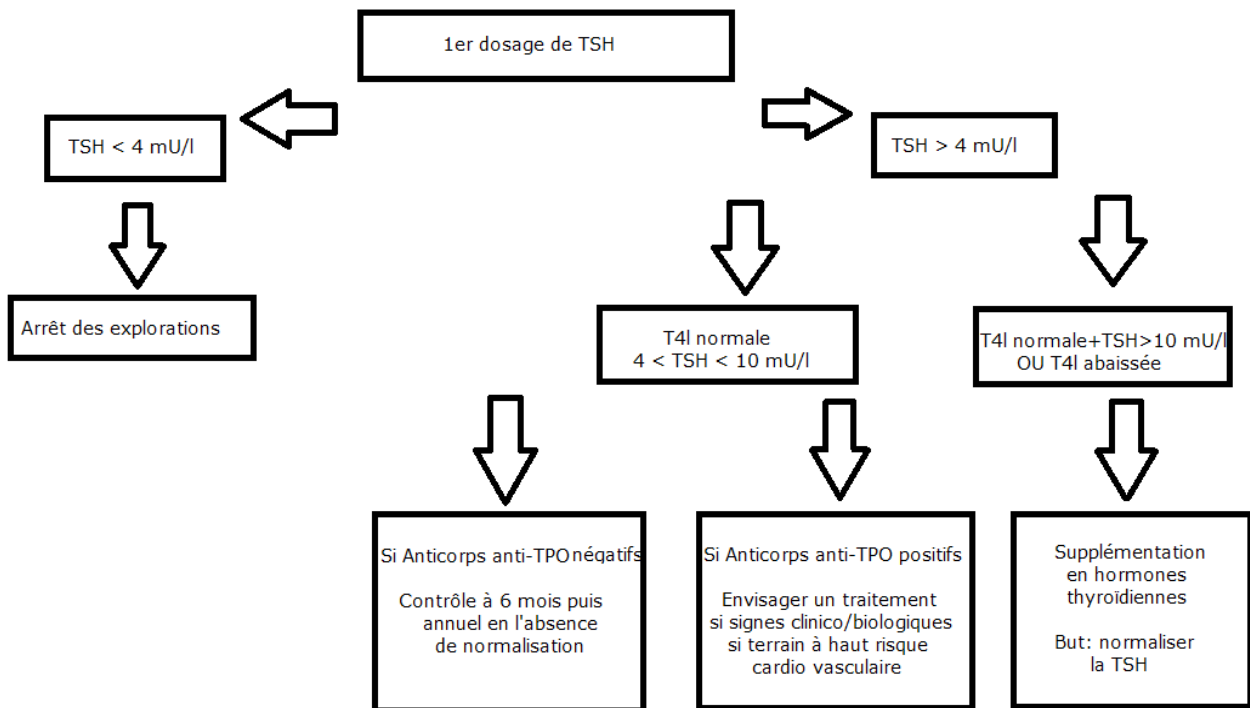 1er dosage de TSH
TSH < 4 mU/l
TSH > 4 mU/l
Arrêt des explorations
T4l normale
4 < TSH < 10 mU/l
T4l normale+TSH>10 mU/l
OU T4l abaissée
Si Anticorps anti-TPO négatifs
Contrôle à 6 mois puis
annuel en l'absence
de normalisation
Si Anticorps anti-TPO positifs
Envisager un traitement
si signes clinico/biologiques
si terrain à haut risque
cardio vasculaire
Supplémentation
en hormones
thyroïdiennes
But: normaliser
la TSH